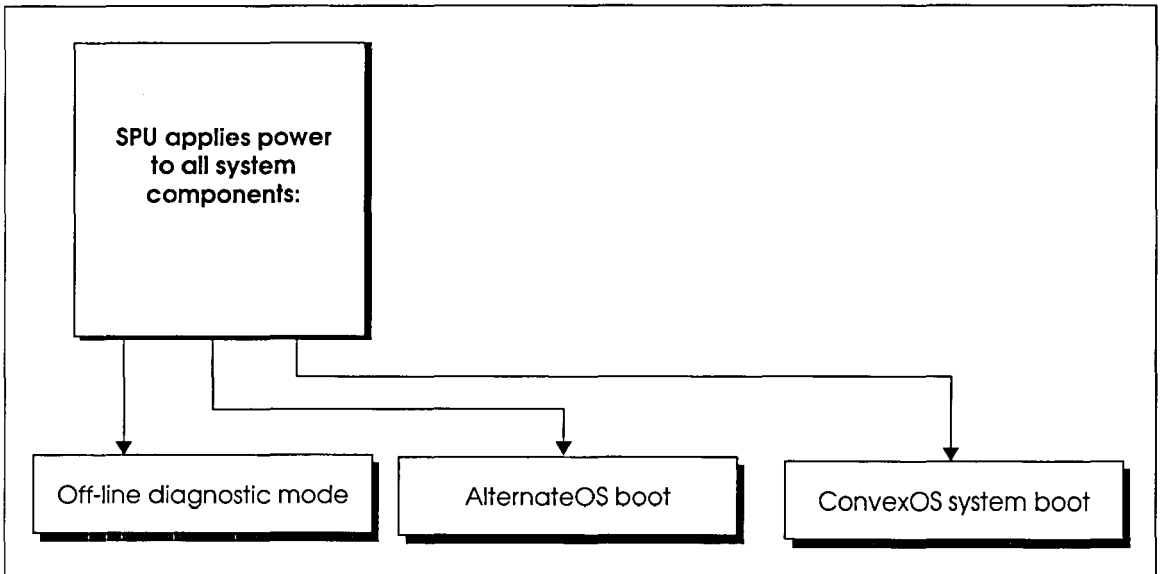 SPU applies power
to all system
components:
Off-line diagnostic mode
AlternateOS boot
ConvexOS system boot